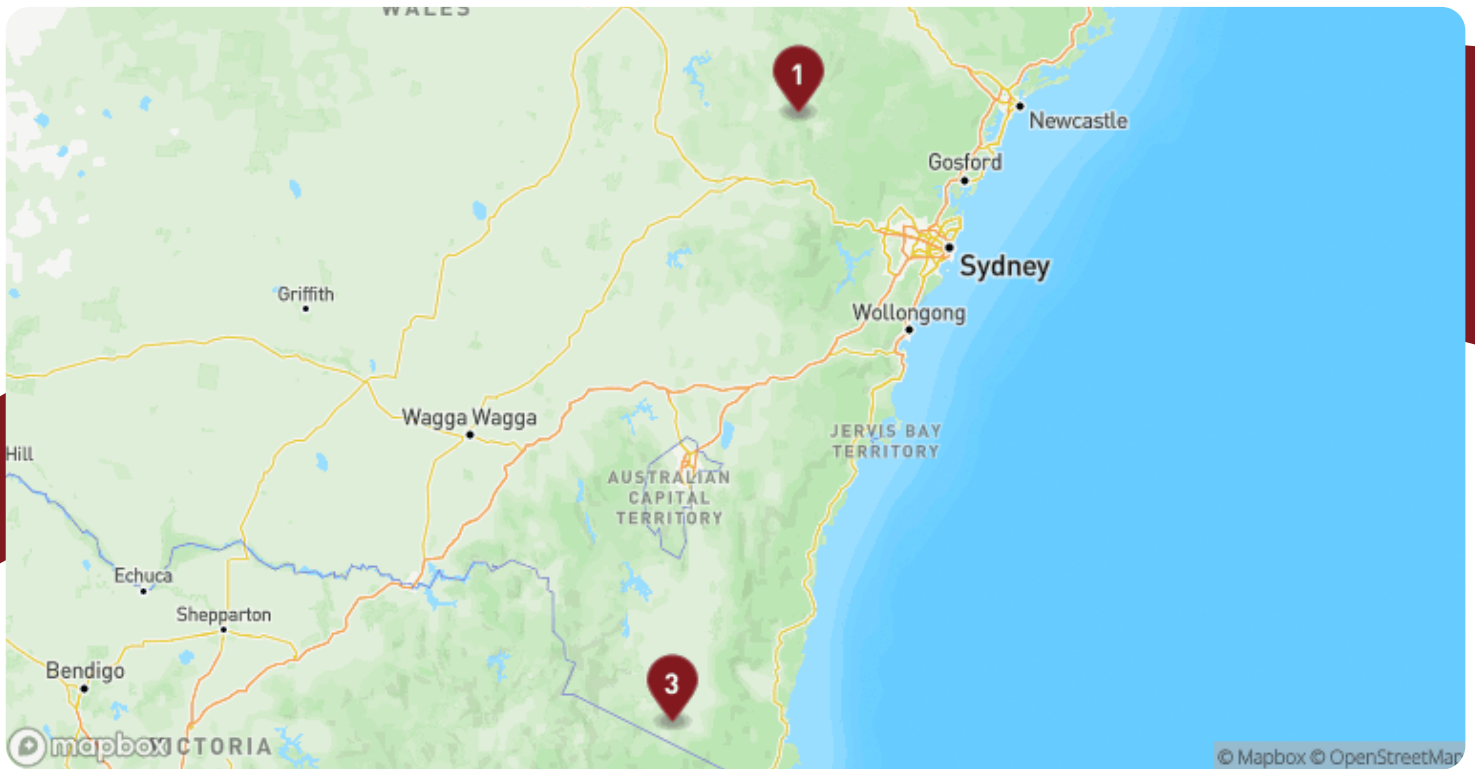 WALES
1
Newcastle
Gosford
Sydney
Griffith
Wollongong
Wagga Wagga
JERVIS BAY
TERRITORY
Hill
AUSTRALIAN
CAPITAL
TERRITORY
Echuca
Shepparton
Bendigo
3
mapbox
VICTORIA
© Mapbox © OpenStreetMap